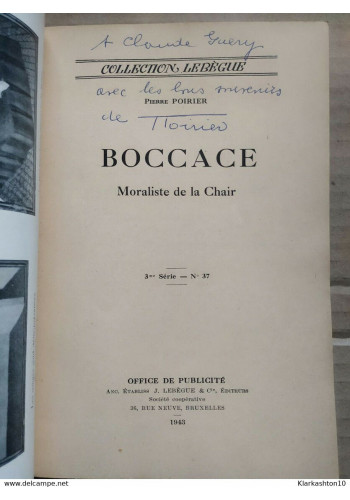 A Claude Guery
COLLECTION LEBÈGUE
avec les bons souvenirs
PIERRE POIRIER
de Poirier
BOCCACE
Moraliste de la Chair
3me Série — N° 37
OFFICE DE PUBLICITÉ
ANC. ÉTABLISS J. LEBÈGUE & Cie, ÉDITEURS
Société coopérative
36, RUE NEUVE, BRUXELLES
1943
delcampe.net
Klarkashton10